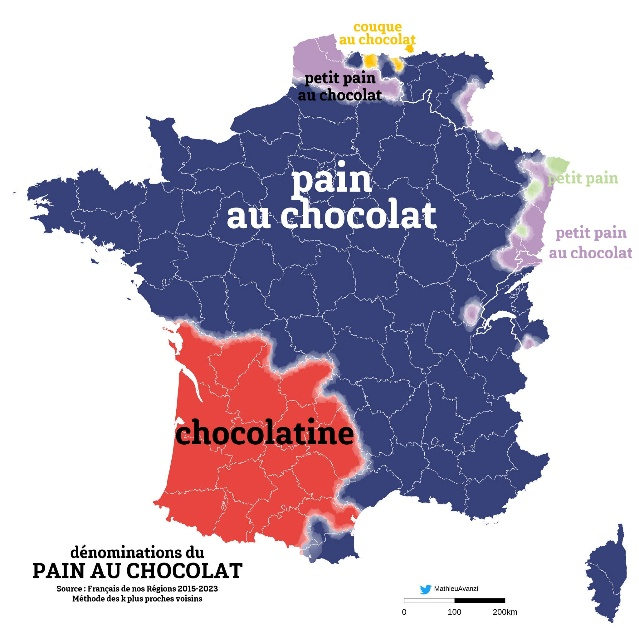 couque
au chocolat
petit pain
au chocolat
pain
au chocolat
petit pain
petit pain
au chocolat
chocolatine
dénominations du
PAIN AU CHOCOLAT
Source : Français de nos Régions 2015-2023
Méthode des k plus proches voisins
MathieuAvanzi
0 100 200km